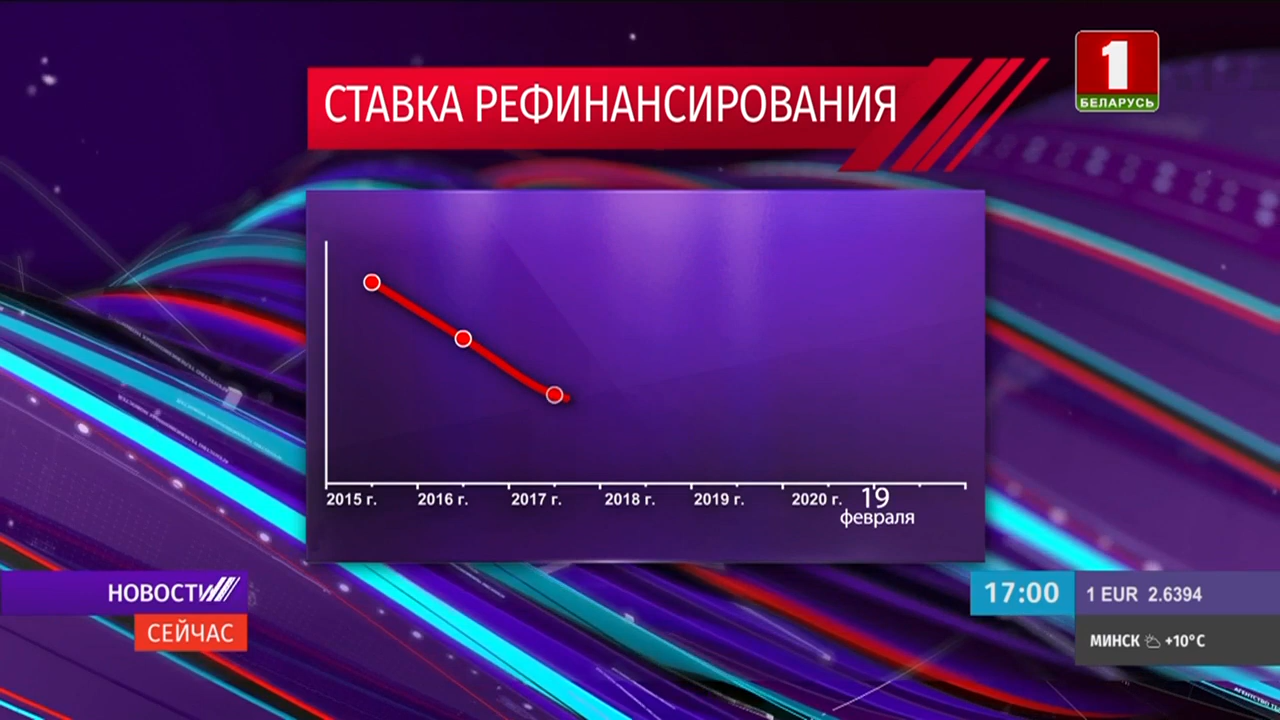 СТАВКА РЕФИНАНСИРОВАНИЯ
1
БЕЛАРУСЬ
2015 г. 2016 г. 2017 г. 2018 г. 2019 г. 2020 г. 19
февраля
НОВОСТИ
СЕЙЧАС
17:00 1 EUR 2.6394
МИНСК +10°C